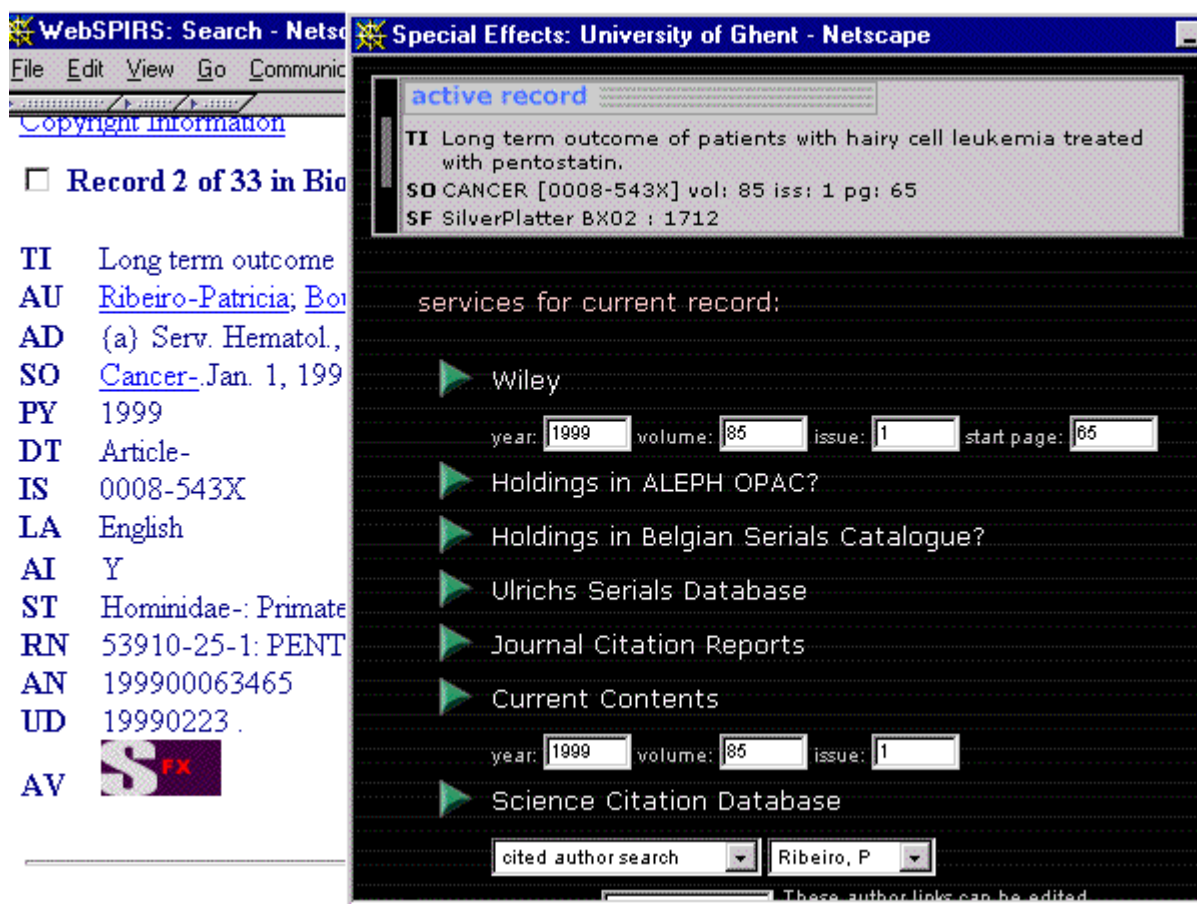 WebSPIRS: Search - Netsc
File Edit View Go Communic
Copyright Information
Record 2 of 33 in Bio
TI Long term outcome
AU Ribeiro-Patricia; Bou
AD {a} Serv. Hematol.,
SO Cancer-.Jan. 1, 199
PY 1999
DT Article-
IS 0008-543X
LA English
AI Y
ST Hominidae-: Primate
RN 53910-25-1: PENT
AN 199900063465
UD 19990223 .
AV SFX
Special Effects: University of Ghent - Netscape
active record
TI Long term outcome of patients with hairy cell leukemia treated
with pentostatin.
SO CANCER [0008-543X] vol: 85 iss: 1 pg: 65
SF SilverPlatter BX02 : 1712
services for current record:
Wiley
year: 1999 volume: 85 issue: 1 start page: 65
Holdings in ALEPH OPAC?
Holdings in Belgian Serials Catalogue?
Ulrichs Serials Database
Journal Citation Reports
Current Contents
year: 1999 volume: 85 issue: 1
Science Citation Database
cited author search Ribeiro, P
These author links can be edited